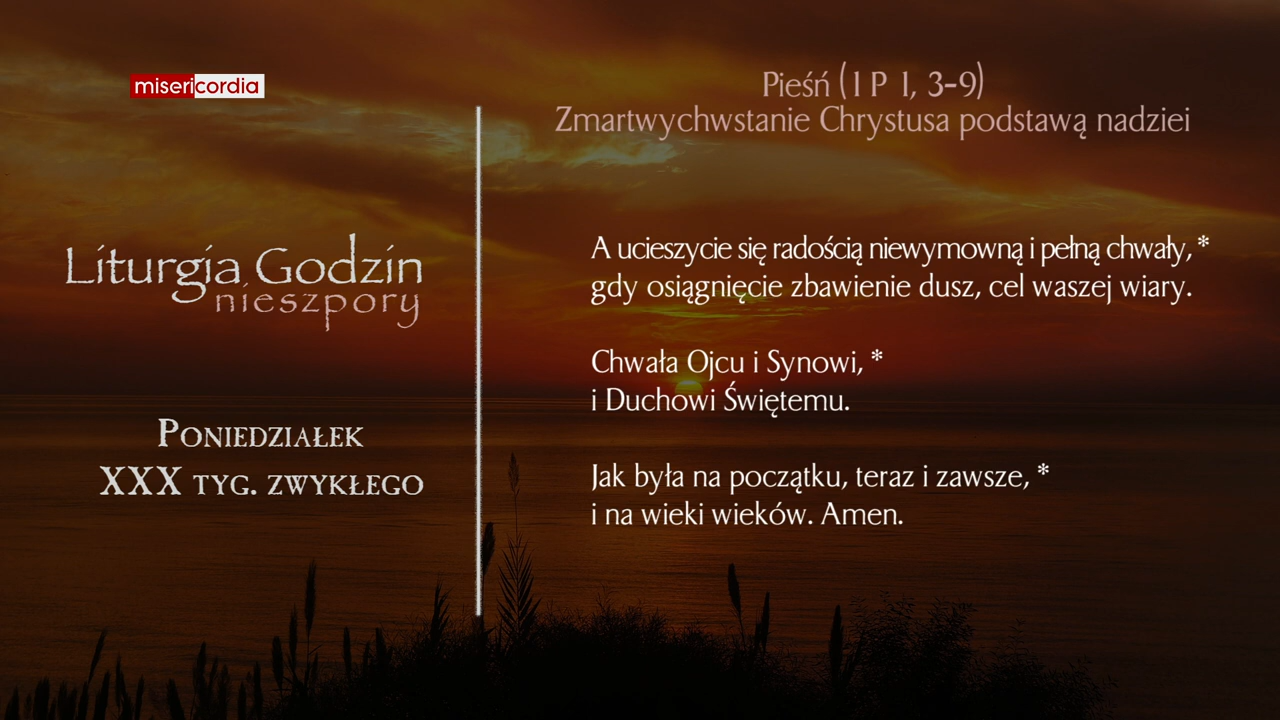 misericordia
Pieśń (1 P 1, 3-9)
Zmartwychwstanie Chrystusa podstawą nadziei
Liturgia Godzin
nieszpory
Poniedziałek
XXX tyg. zwykłego
A ucieszycie się radością niewymowną i pełną chwały, *
gdy osiągnięcie zbawienie dusz, cel waszej wiary.
Chwała Ojcu i Synowi, *
i Duchowi Świętemu.
Jak była na początku, teraz i zawsze, *
i na wieki wieków. Amen.